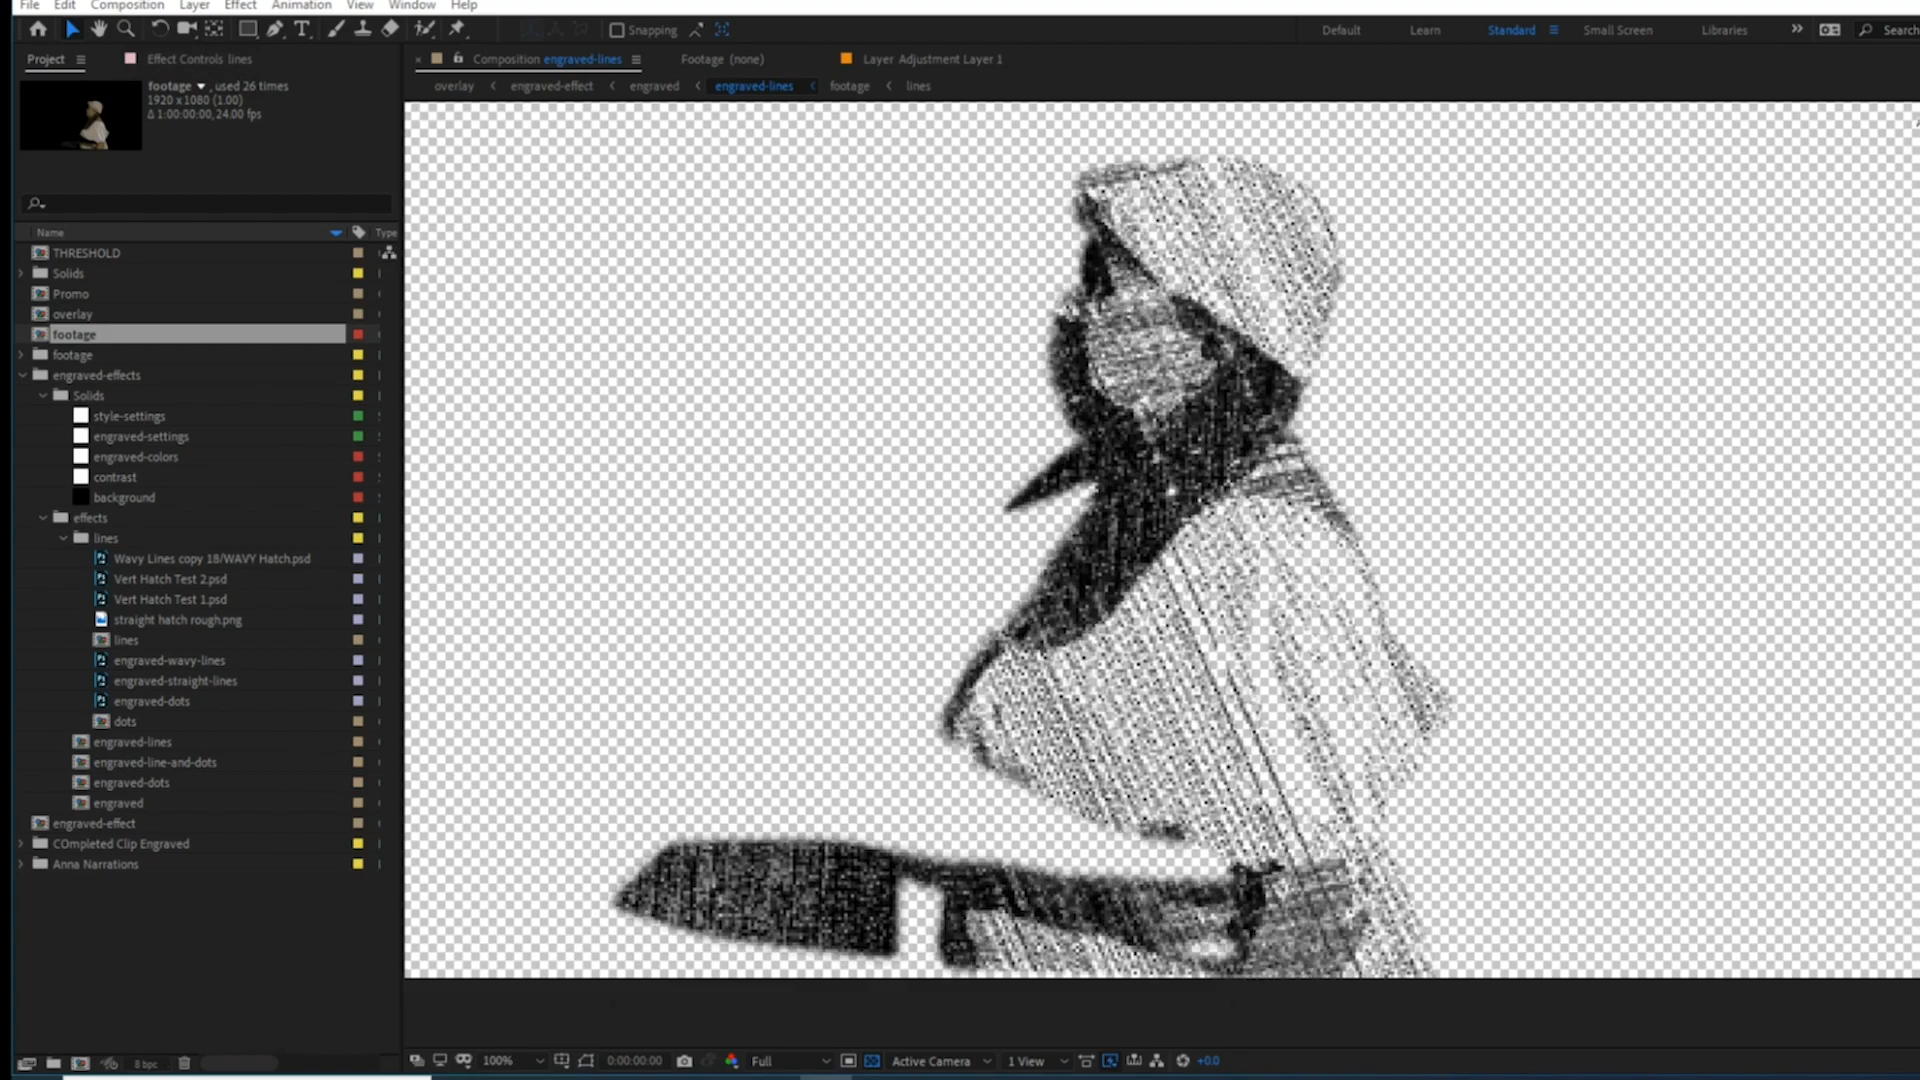 File Edit Composition Layer Effect Animation View Window Help
Snapping Default Learn Standard Small Screen Libraries Search
Project Effect Controls lines Composition engraved-lines Footage (none) Layer Adjustment Layer 1
footage , used 26 times
1920 x 1080 (1.00)
Δ 1:00:00:00, 24.00 fps
overlay engraved-effect engraved engraved-lines footage lines
Name Type
THRESHOLD
Solids
Promo
overlay
footage
footage
engraved-effects
Solids
style-settings
engraved-settings
engraved-colors
contrast
background
effects
lines
Wavy Lines copy 18/WAVY Hatch.psd
Vert Hatch Test 2.psd
Vert Hatch Test 1.psd
straight hatch rough.png
lines
engraved-wavy-lines
engraved-straight-lines
engraved-dots
dots
engraved-lines
engraved-line-and-dots
engraved-dots
engraved
engraved-effect
COmpleted Clip Engraved
Anna Narrations
8 bpc 100% 0:00:00:00 Full Active Camera 1 View +0.0